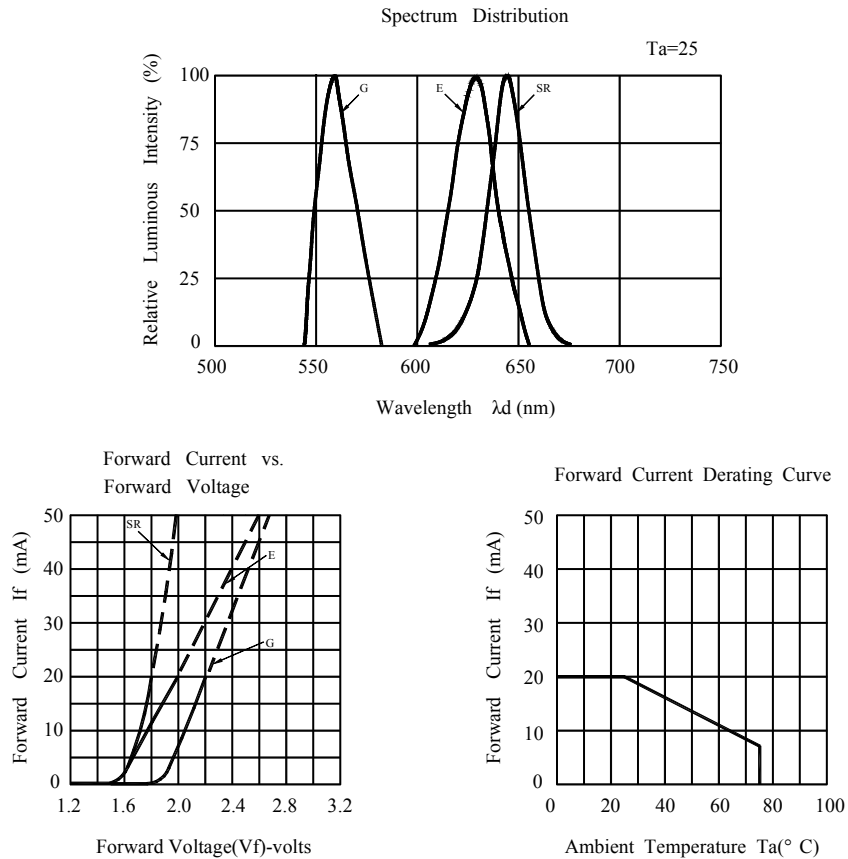 Spectrum Distribution
Ta=25
Relative Luminous Intensity (%)
100
75
50
25
0
G
E
SR
500 550 600 650 700 750
Wavelength λd (nm)
Forward Current vs.
Forward Voltage
Forward Current If (mA)
50
40
30
20
10
0
SR
E
G
1.2 1.6 2.0 2.4 2.8 3.2
Forward Voltage(Vf)-volts
Forward Current Derating Curve
Forward Current If (mA)
50
40
30
20
10
0
0 20 40 60 80 100
Ambient Temperature Ta(° C)